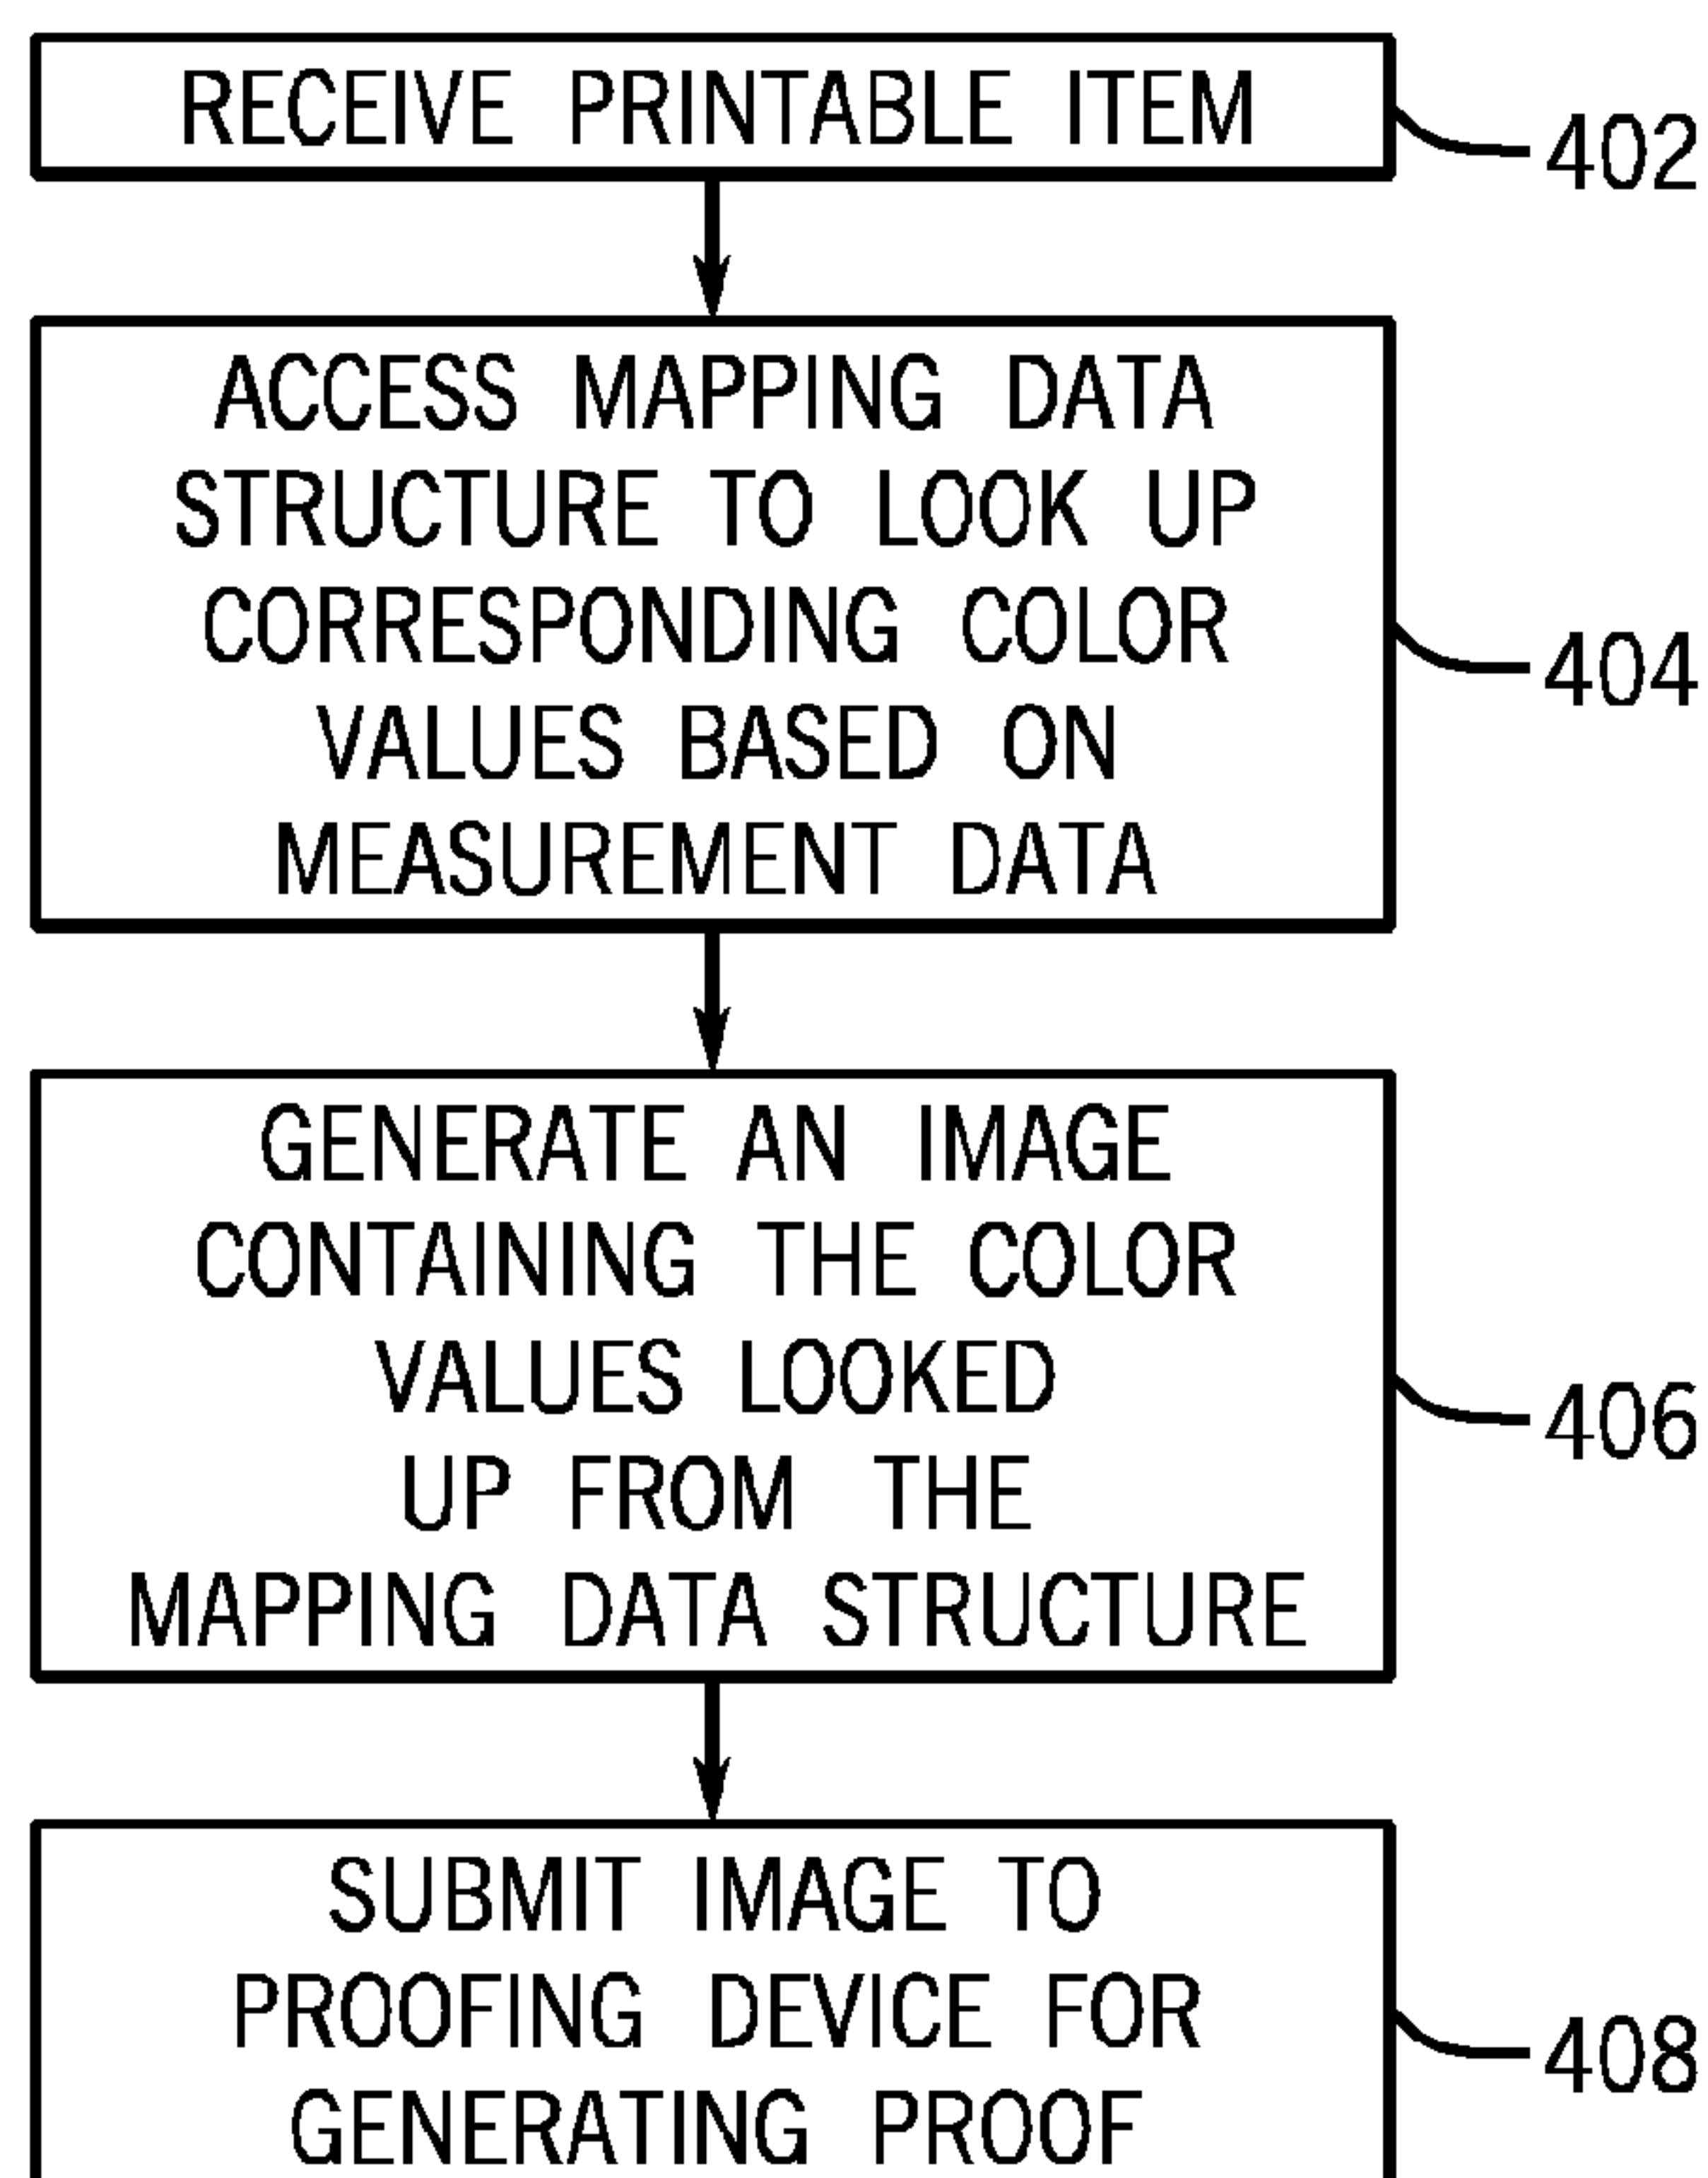 RECEIVE PRINTABLE ITEM
402
ACCESS MAPPING DATA
STRUCTURE TO LOOK UP
CORRESPONDING COLOR
VALUES BASED ON
MEASUREMENT DATA
404
GENERATE AN IMAGE
CONTAINING THE COLOR
VALUES LOOKED
UP FROM THE
MAPPING DATA STRUCTURE
406
SUBMIT IMAGE TO
PROOFING DEVICE FOR
GENERATING PROOF
408